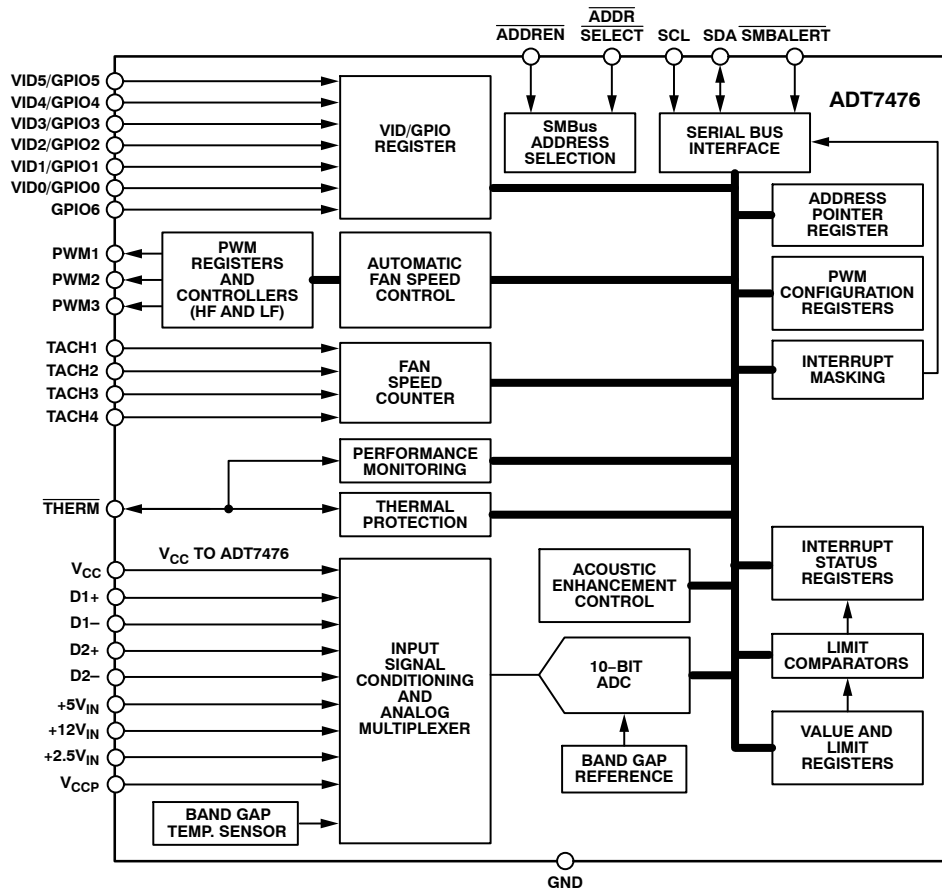 ADDREN
ADDR
SELECT
SCL
SDA
SMBALERT
ADT7476
VID5/GPIO5
VID4/GPIO4
VID3/GPIO3
VID2/GPIO2
VID1/GPIO1
VID0/GPIO0
GPIO6
VID/GPIO
REGISTER
SMBus
ADDRESS
SELECTION
SERIAL BUS
INTERFACE
ADDRESS
POINTER
REGISTER
PWM1
PWM2
PWM3
PWM
REGISTERS
AND
CONTROLLERS
(HF AND LF)
AUTOMATIC
FAN SPEED
CONTROL
PWM
CONFIGURATION
REGISTERS
TACH1
TACH2
TACH3
TACH4
FAN
SPEED
COUNTER
INTERRUPT
MASKING
PERFORMANCE
MONITORING
THERM
THERMAL
PROTECTION
VCC TO ADT7476
VCC
D1+
D1–
D2+
D2–
+5VIN
+12VIN
+2.5VIN
VCCP
INPUT
SIGNAL
CONDITIONING
AND
ANALOG
MULTIPLEXER
ACOUSTIC
ENHANCEMENT
CONTROL
INTERRUPT
STATUS
REGISTERS
10–BIT
ADC
LIMIT
COMPARATORS
BAND GAP
REFERENCE
VALUE AND
LIMIT
REGISTERS
BAND GAP
TEMP. SENSOR
GND